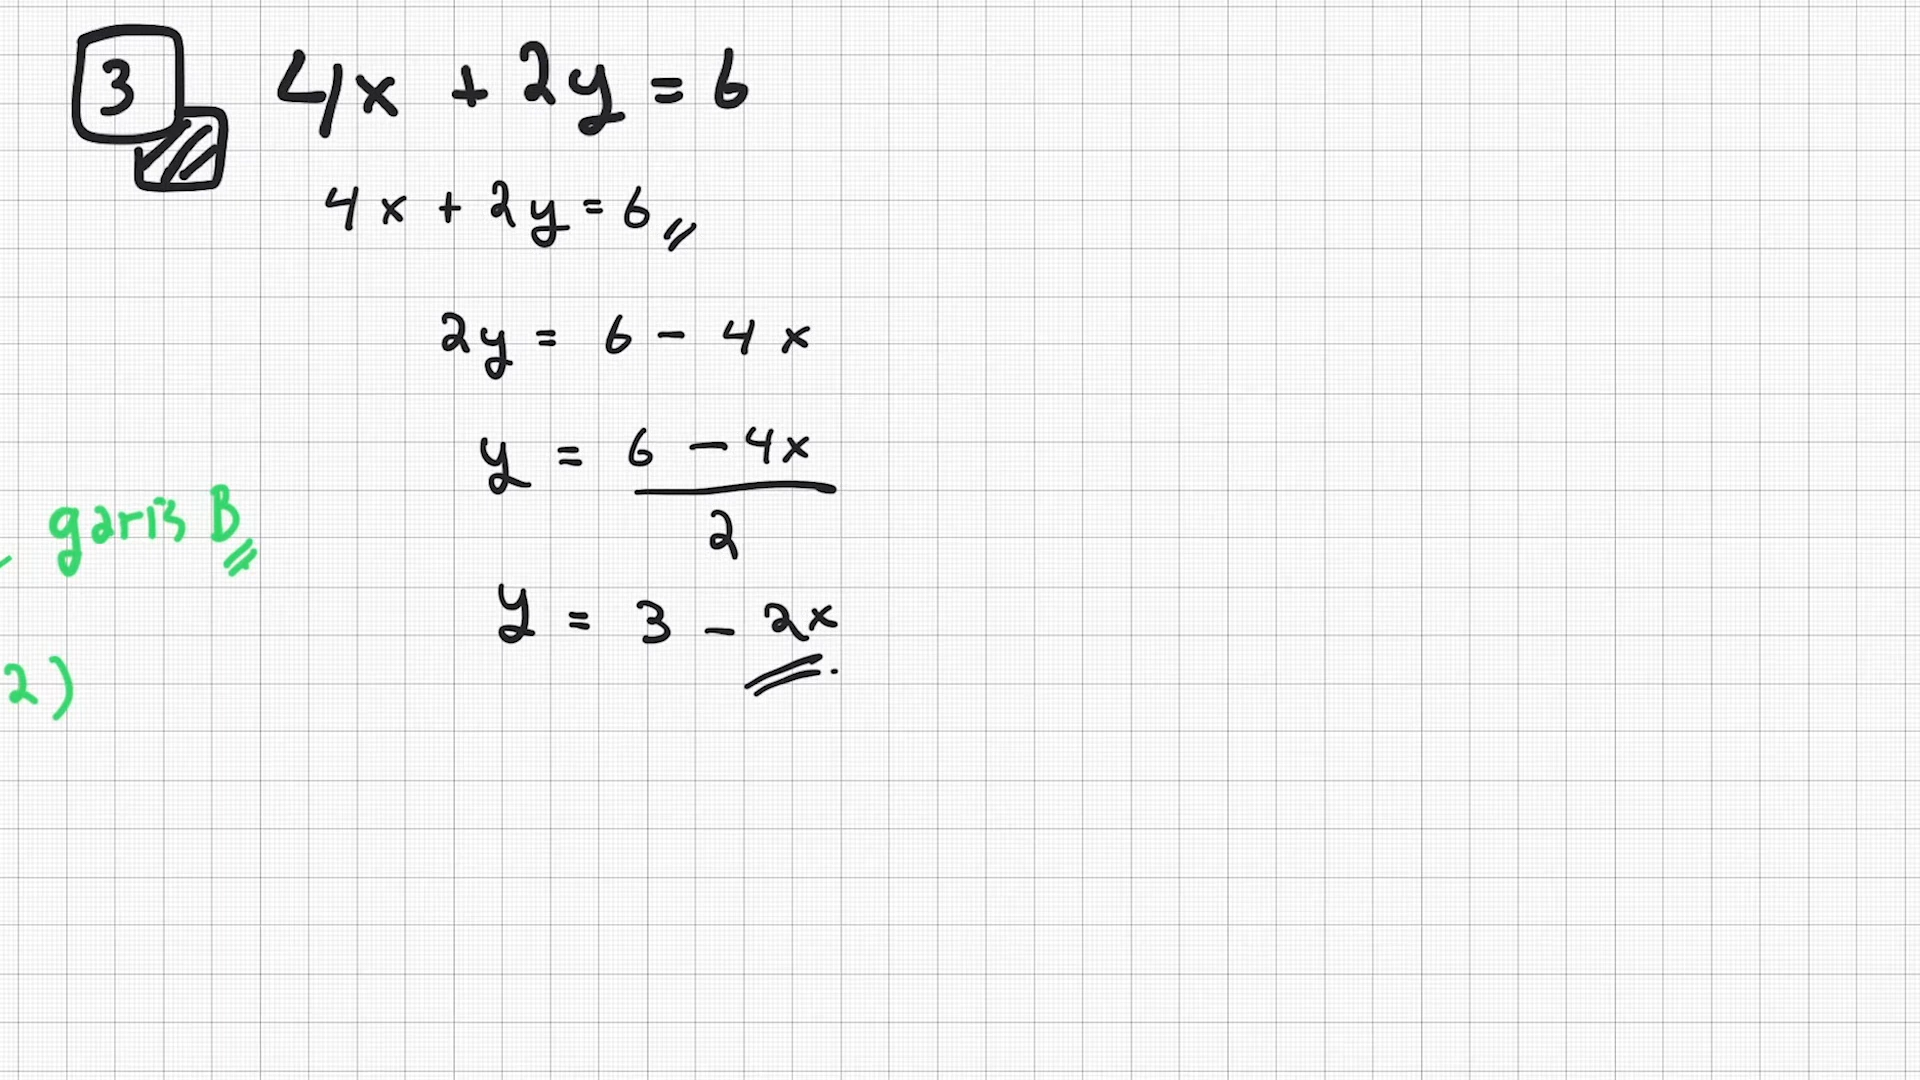 3 4x + 2y = 6
4x + 2y = 6
2y = 6 - 4x
y = 6 - 4x
2
garis B
y = 3 - 2x
2)